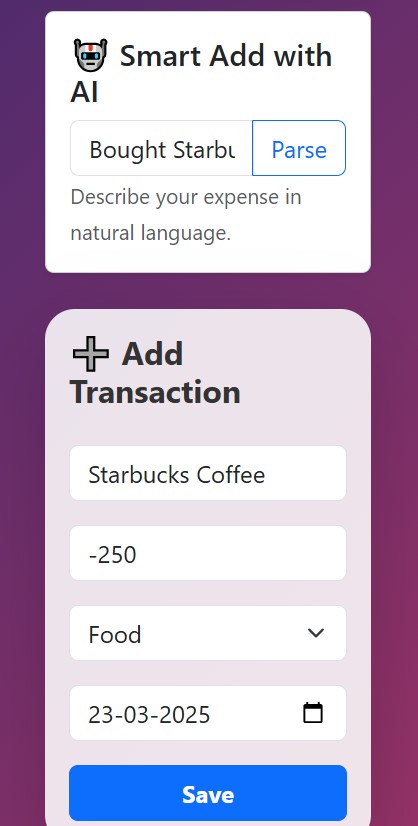 Smart Add with
AI
Bought Starbu
Parse
Describe your expense in
natural language.
Add
Transaction
Starbucks Coffee
-250
Food
23-03-2025
Save